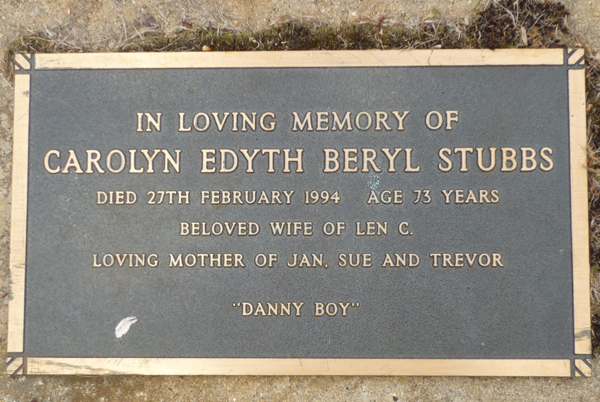 IN LOVING MEMORY OF
CAROLYN EDYTH BERYL STUBBS
DIED 27TH FEBRUARY 1994 AGE 73 YEARS
BELOVED WIFE OF LEN C.
LOVING MOTHER OF JAN, SUE AND TREVOR
"DANNY BOY"